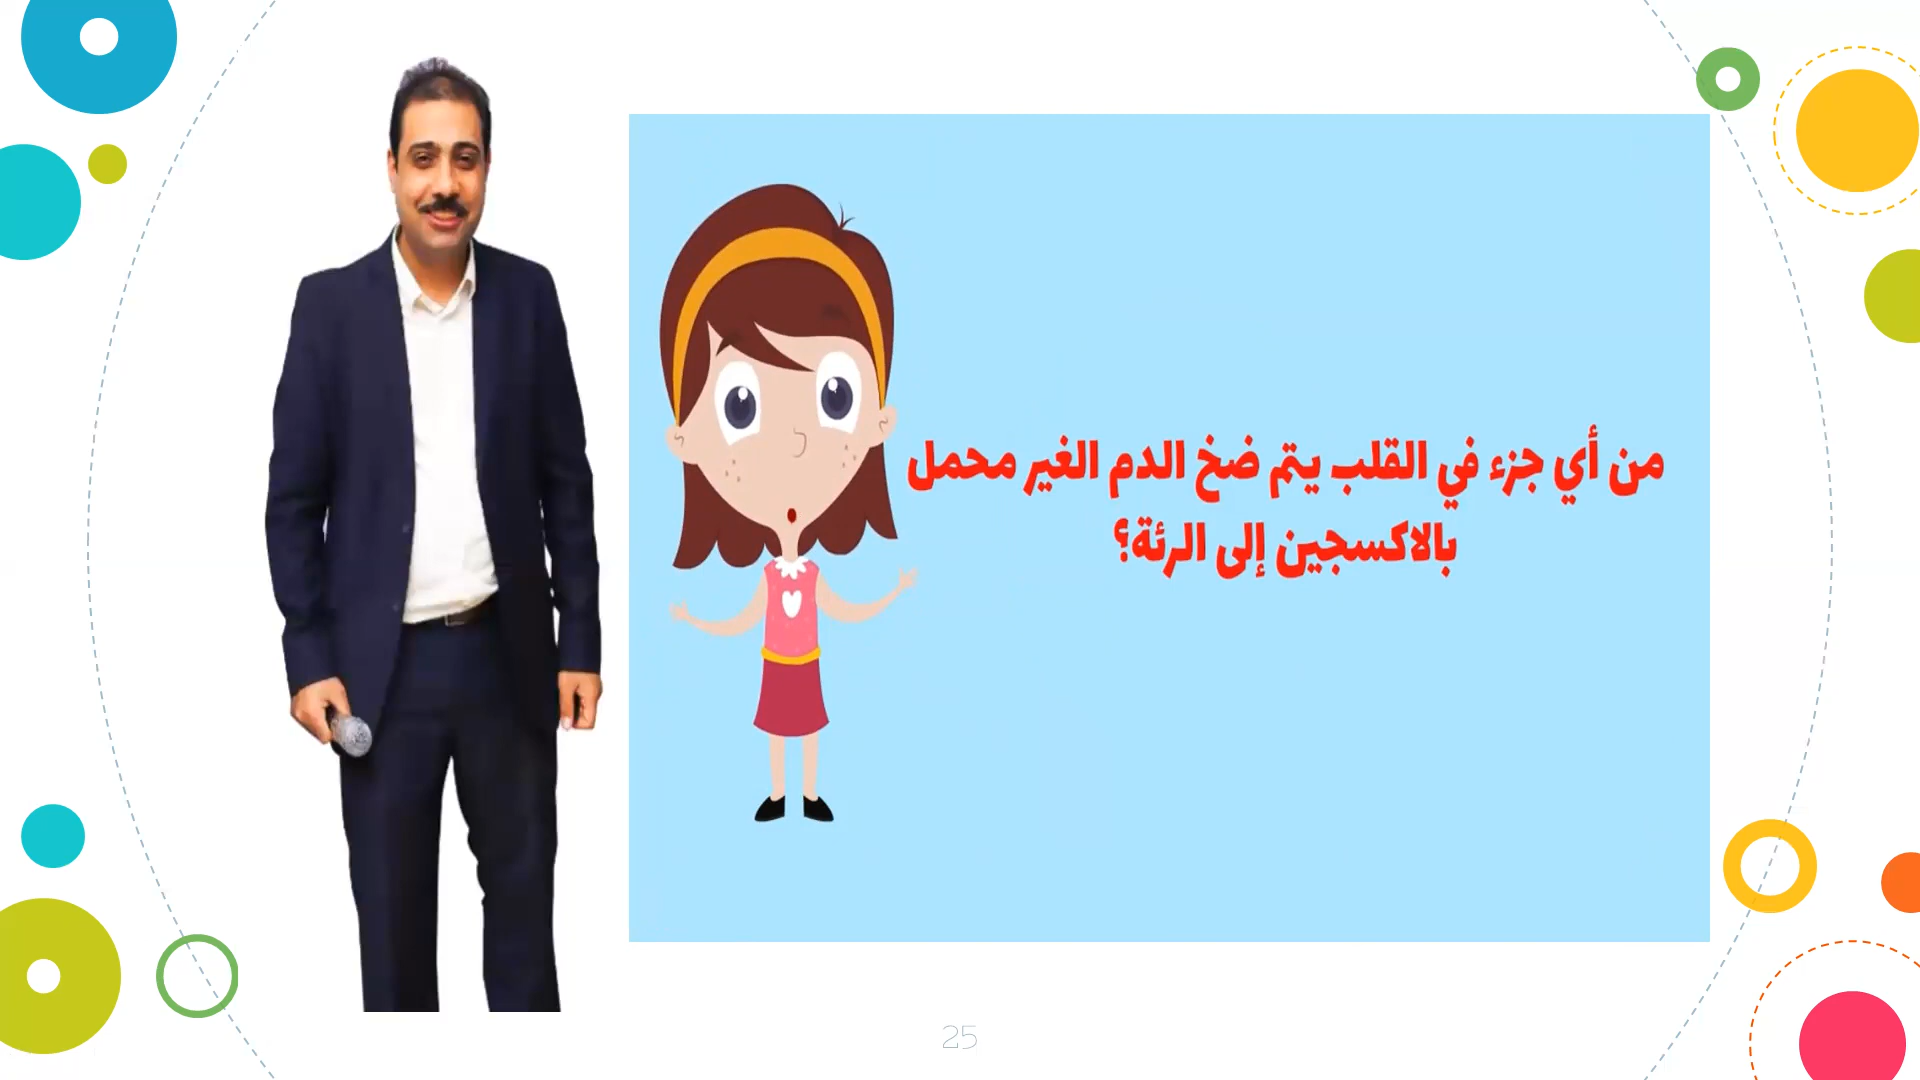 من أي جزء في القلب يتم ضخ الدم الغير محمل
بالاكسجين إلى الرئة؟
25